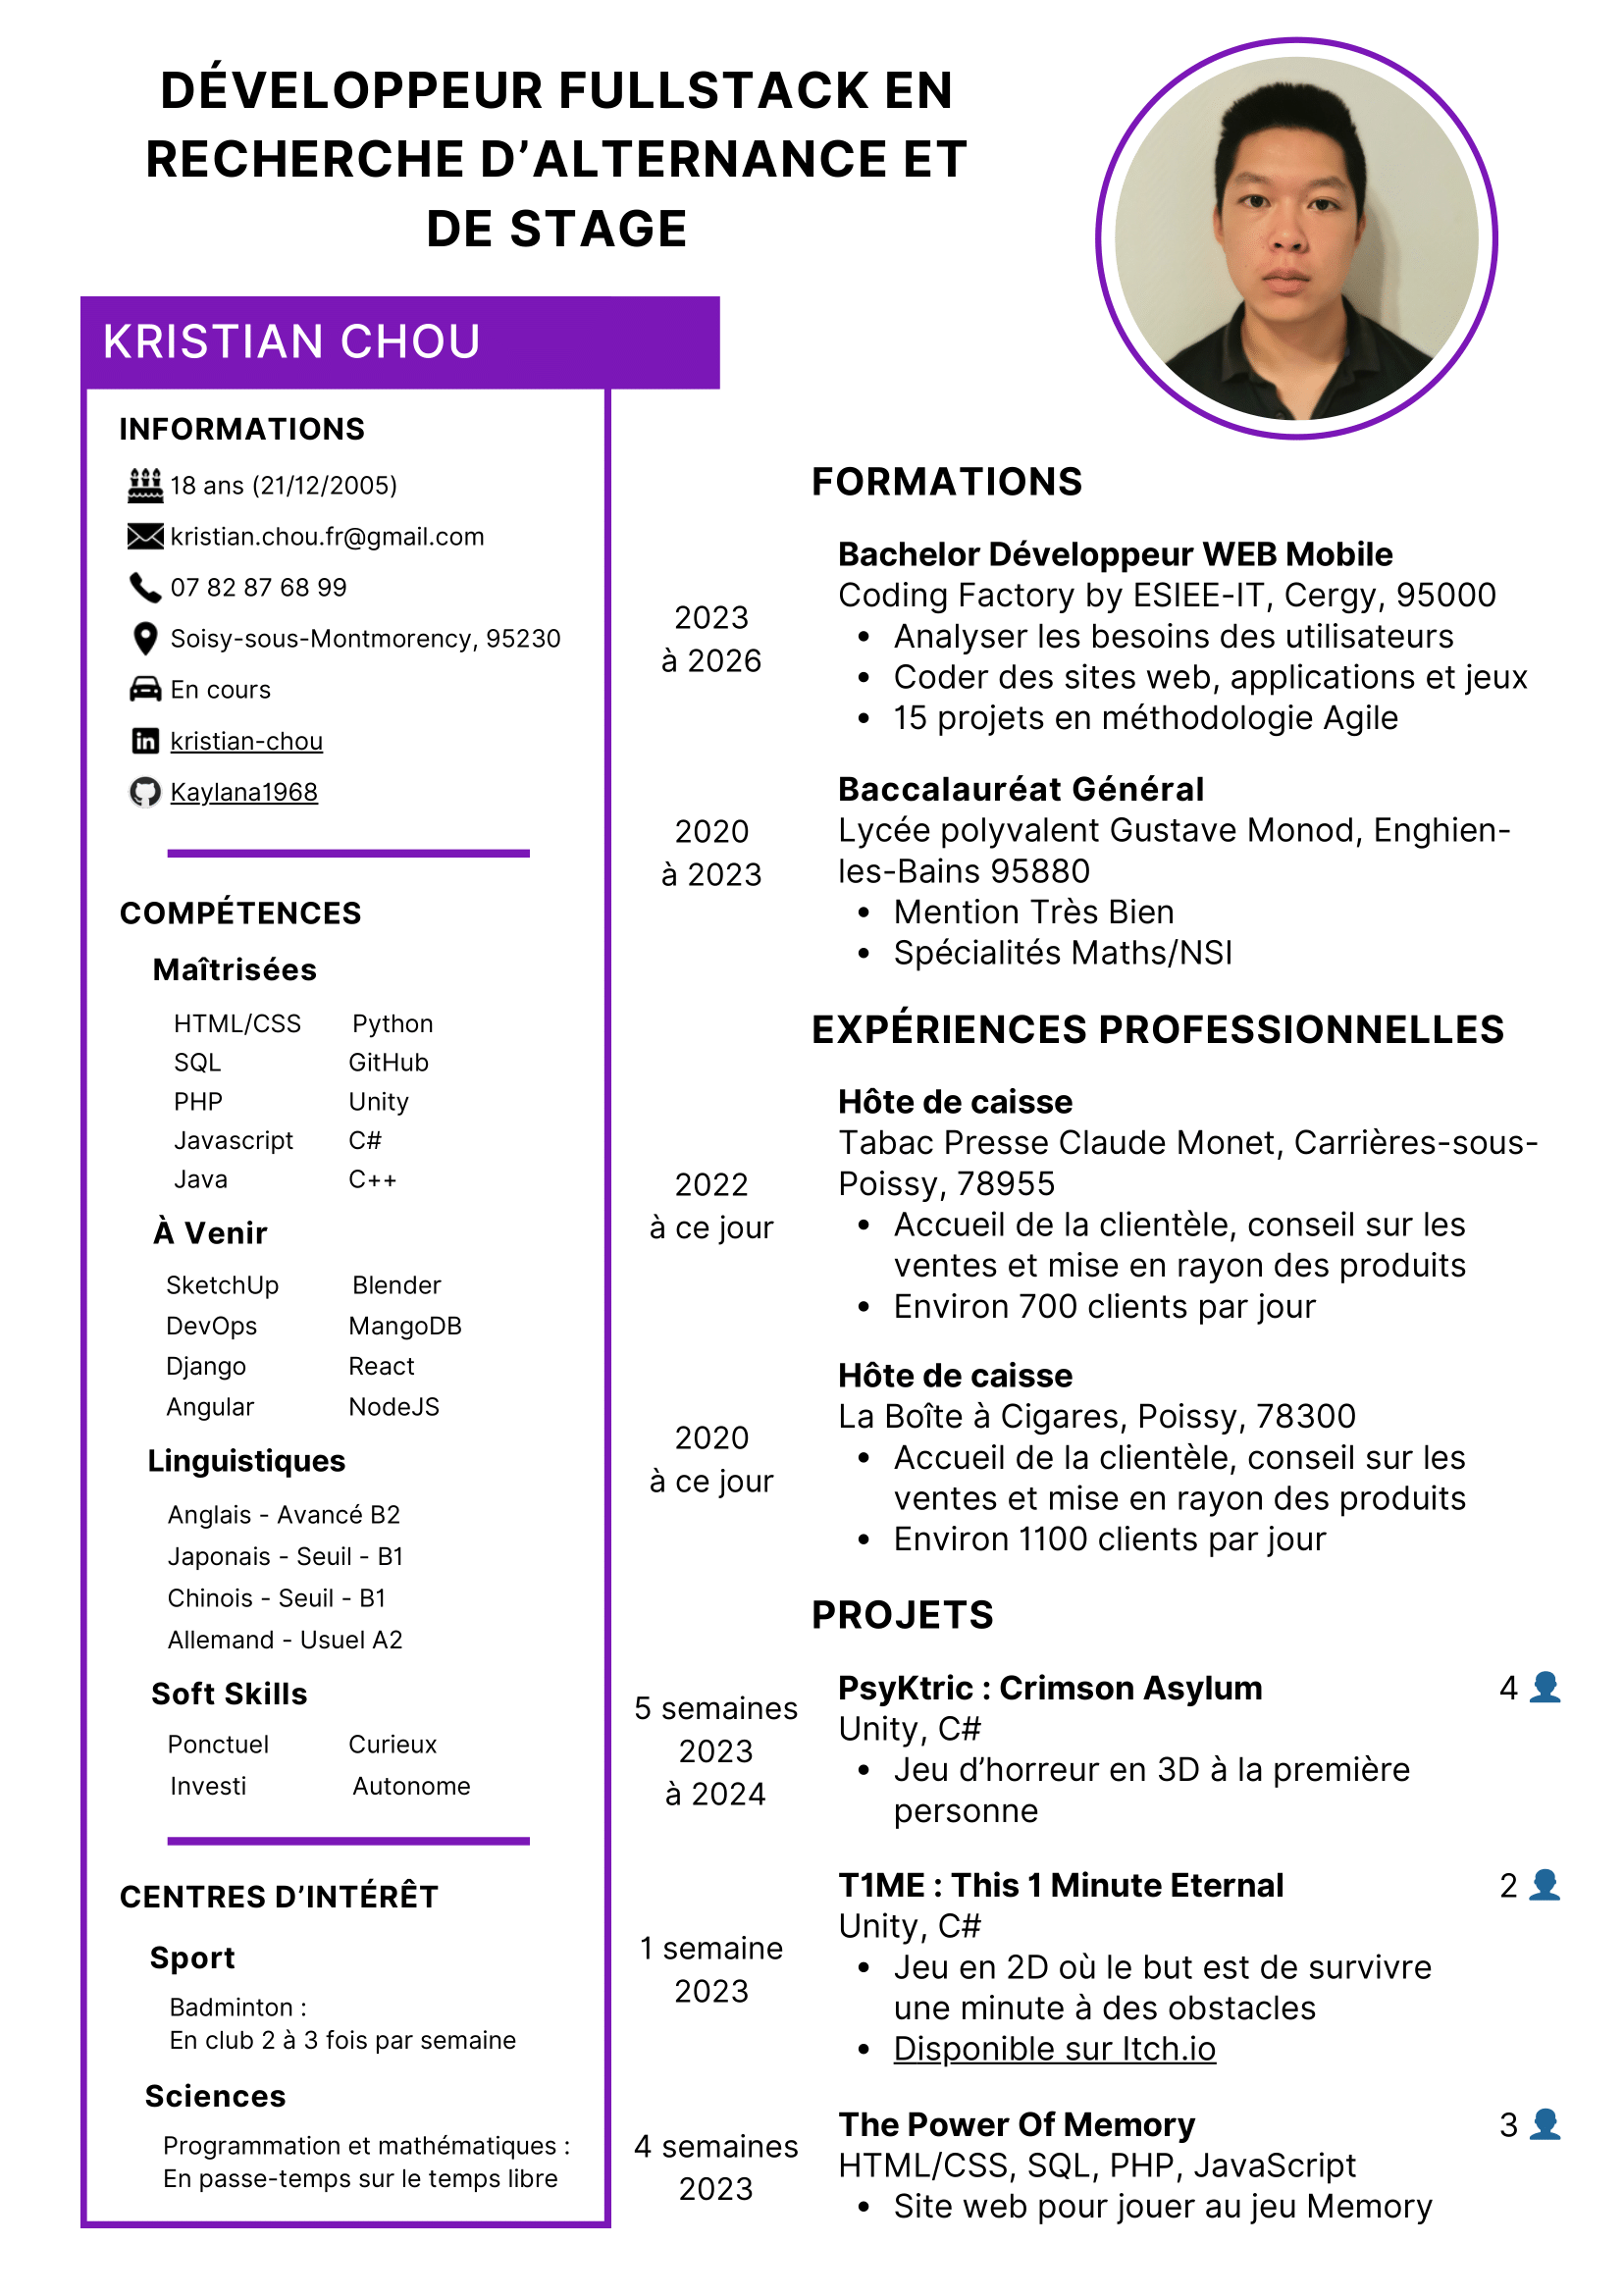 DÉVELOPPEUR FULLSTACK EN
RECHERCHE D’ALTERNANCE ET
DE STAGE
KRISTIAN CHOU
INFORMATIONS
18 ans (21/12/2005)
kristian.chou.fr@gmail.com
07 82 87 68 99
Soisy-sous-Montmorency, 95230
En cours
kristian-chou
Kaylana1968
COMPÉTENCES
Maîtrisées
HTML/CSS Python
SQL GitHub
PHP Unity
Javascript C#
Java C++
À Venir
SketchUp Blender
DevOps MangoDB
Django React
Angular NodeJS
Linguistiques
Anglais - Avancé B2
Japonais - Seuil - B1
Chinois - Seuil - B1
Allemand - Usuel A2
Soft Skills
Ponctuel Curieux
Investi Autonome
CENTRES D’INTÉRÊT
Sport
Badminton :
En club 2 à 3 fois par semaine
Sciences
Programmation et mathématiques :
En passe-temps sur le temps libre
FORMATIONS
2023
à 2026
Bachelor Développeur WEB Mobile
Coding Factory by ESIEE-IT, Cergy, 95000
• Analyser les besoins des utilisateurs
• Coder des sites web, applications et jeux
• 15 projets en méthodologie Agile
2020
à 2023
Baccalauréat Général
Lycée polyvalent Gustave Monod, Enghien-
les-Bains 95880
• Mention Très Bien
• Spécialités Maths/NSI
EXPÉRIENCES PROFESSIONNELLES
2022
à ce jour
Hôte de caisse
Tabac Presse Claude Monet, Carrières-sous-
Poissy, 78955
• Accueil de la clientèle, conseil sur les
ventes et mise en rayon des produits
• Environ 700 clients par jour
2020
à ce jour
Hôte de caisse
La Boîte à Cigares, Poissy, 78300
• Accueil de la clientèle, conseil sur les
ventes et mise en rayon des produits
• Environ 1100 clients par jour
PROJETS
5 semaines
2023
à 2024
PsyKtric : Crimson Asylum 4
Unity, C#
• Jeu d’horreur en 3D à la première
personne
1 semaine
2023
T1ME : This 1 Minute Eternal 2
Unity, C#
• Jeu en 2D où le but est de survivre
une minute à des obstacles
• Disponible sur Itch.io
4 semaines
2023
The Power Of Memory 3
HTML/CSS, SQL, PHP, JavaScript
• Site web pour jouer au jeu Memory